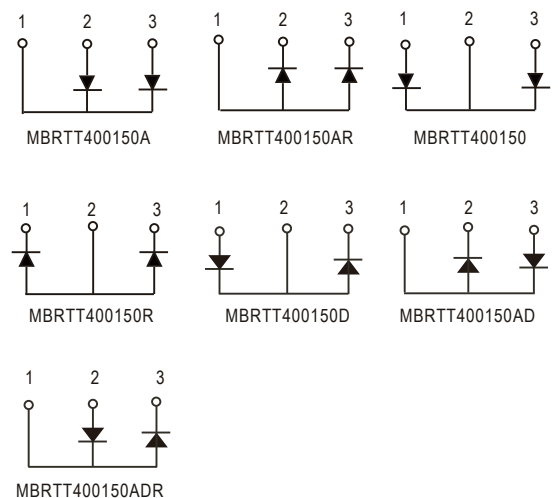 1 2 3 1 2 3 1 2 3
MBRTT400150A MBRTT400150AR MBRTT400150
1 2 3 1 2 3 1 2 3
MBRTT400150R MBRTT400150D MBRTT400150AD
1 2 3
MBRTT400150ADR